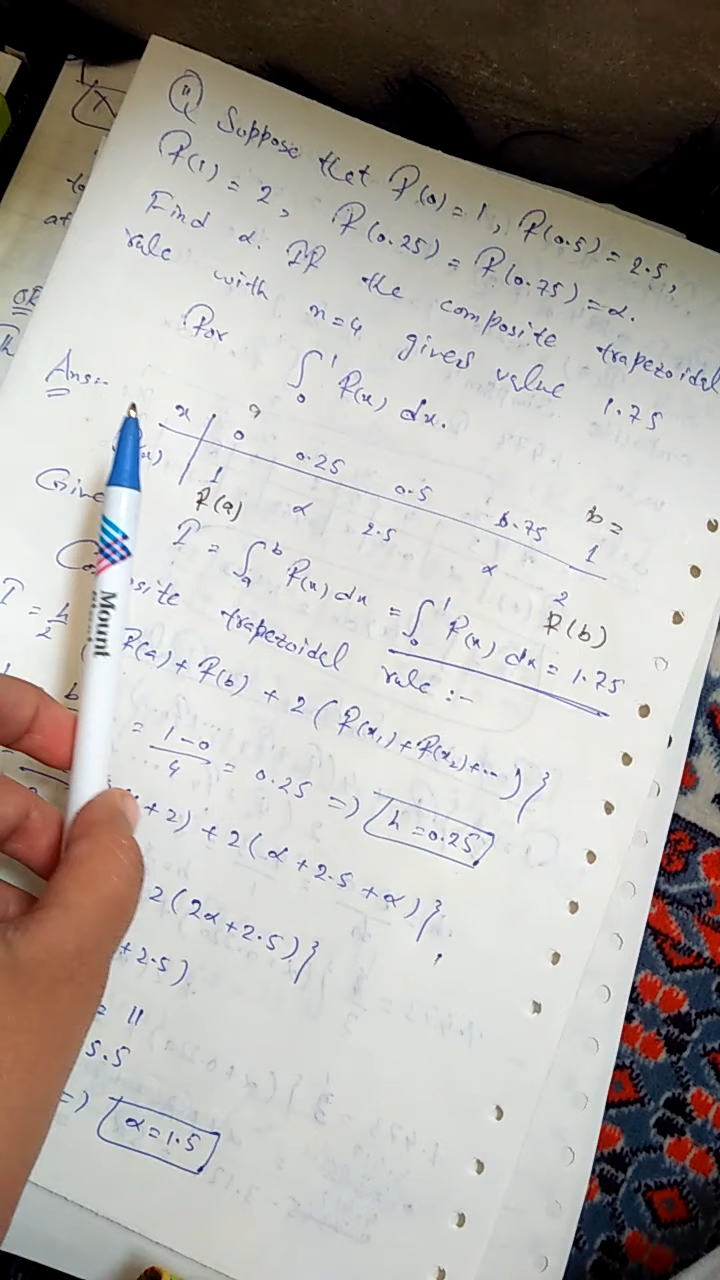 Q Suppose that f(0) = 1, f(0.5) = 2.5,
f(1) = 2, f(0.25) = f(0.75) = α.
Find α. If the composite trapezoidal
rule with n=4 gives value 1.75
for ∫₀¹ f(x) dx.
Ans:-
x | 0 0.25 0.5 0.75 1
a b =
(x) | 1 α 2.5 α 2
f(a) f(b)
I = ∫ₐᵇ f(x) dx = ∫₀¹ f(x) dx = 1.75
trapezoidal rule :-
I = h/2 f(a) + f(b) + 2 ( f(x₁) + f(x₂) + --- ) }
b
= 1-0/4 = 0.25 => h = 0.25
+ 2) + 2 ( α + 2.5 + α ) }
2 ( 2α + 2.5 ) }
+ 2.5 )
= 11
5.5
=> α = 1.5
Mount